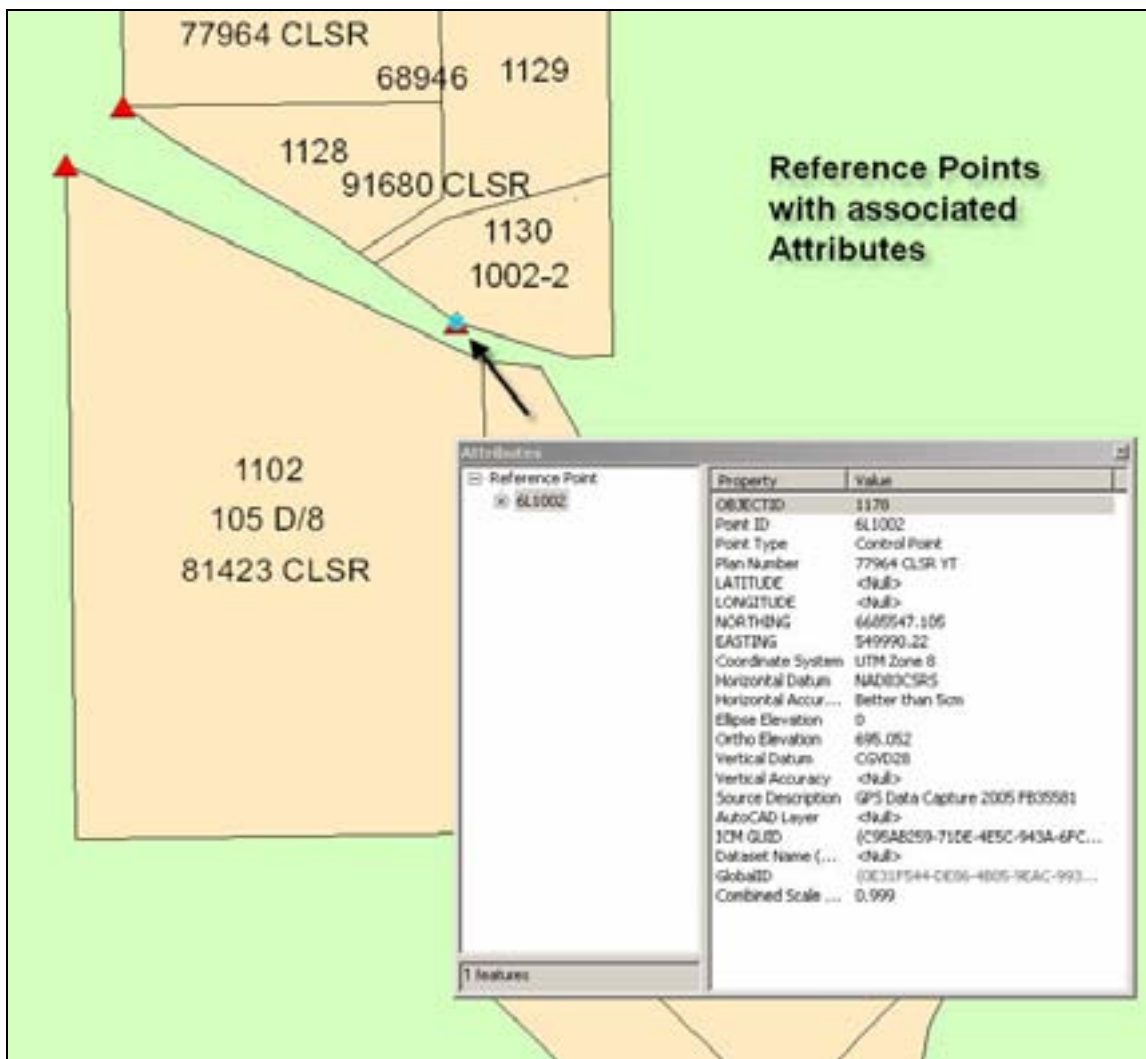 77964 CLSR
68946
1129
1128
91680 CLSR
1130
1002-2
Reference Points
with associated
Attributes
1102
105 D/8
81423 CLSR
Attributes
Reference Point
6L1002
1 features
Property Value
OBJECTID 1178
Point ID 6L1002
Point Type Control Point
Plan Number 77964 CLSR YT
LATITUDE <Null>
LONGITUDE <Null>
NORTHING 6685547.105
EASTING 549990.22
Coordinate System UTM Zone 8
Horizontal Datum NAD83CSRS
Horizontal Accur... Better than 5cm
Ellipse Elevation 0
Ortho Elevation 695.052
Vertical Datum CGVD28
Vertical Accuracy <Null>
Source Description GPS Data Capture 2005 FB35581
AutoCAD Layer <Null>
ICM GUID {C95AB259-71DE-4E5C-943A-6FC...
Dataset Name (... <Null>
GlobalID
Combined Scale ... 0.999